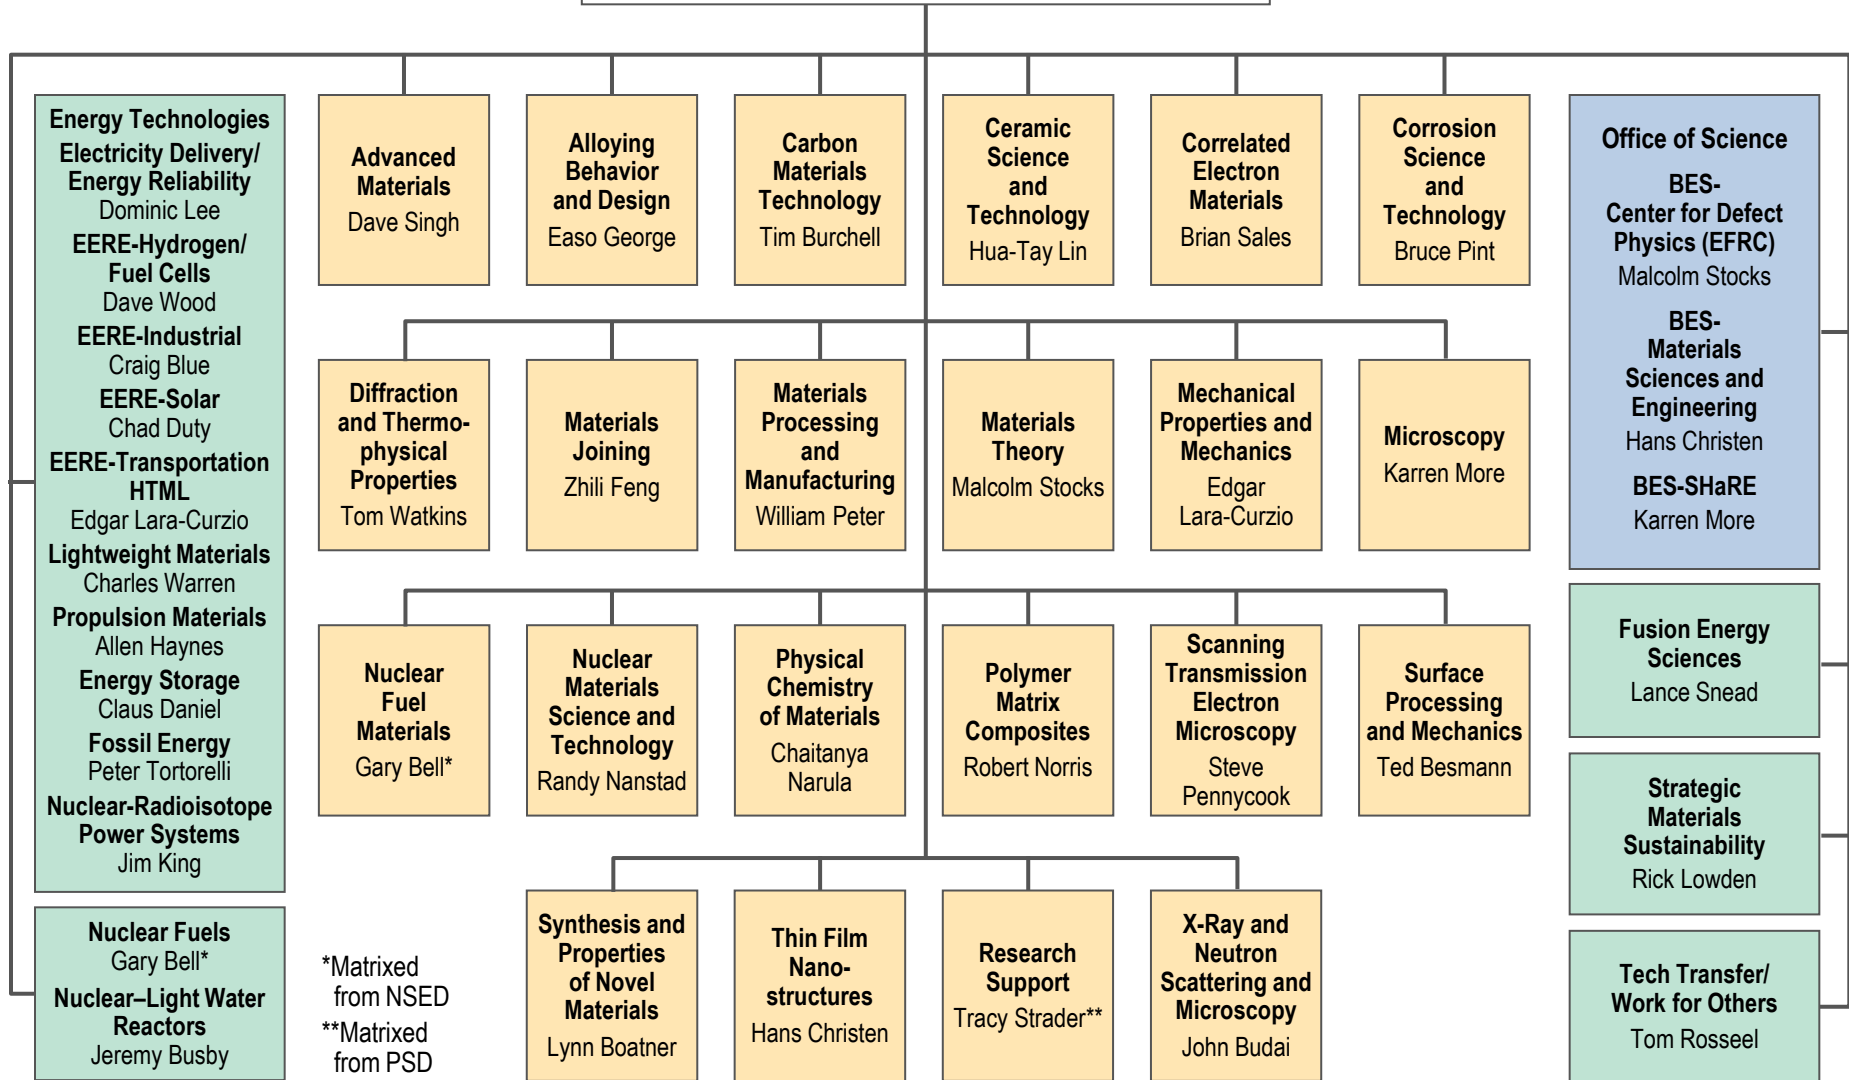 Energy Technologies
Electricity Delivery/
Energy Reliability
Dominic Lee
EERE-Hydrogen/
Fuel Cells
Dave Wood
EERE-Industrial
Craig Blue
EERE-Solar
Chad Duty
EERE-Transportation
HTML
Edgar Lara-Curzio
Lightweight Materials
Charles Warren
Propulsion Materials
Allen Haynes
Energy Storage
Claus Daniel
Fossil Energy
Peter Tortorelli
Nuclear-Radioisotope
Power Systems
Jim King
Nuclear Fuels
Gary Bell*
Nuclear–Light Water
Reactors
Jeremy Busby
Advanced
Materials
Dave Singh
Alloying
Behavior
and Design
Easo George
Carbon
Materials
Technology
Tim Burchell
Ceramic
Science
and
Technology
Hua-Tay Lin
Correlated
Electron
Materials
Brian Sales
Corrosion
Science
and
Technology
Bruce Pint
Diffraction
and Thermo-
physical
Properties
Tom Watkins
Materials
Joining
Zhili Feng
Materials
Processing
and
Manufacturing
William Peter
Materials
Theory
Malcolm Stocks
Mechanical
Properties and
Mechanics
Edgar
Lara-Curzio
Microscopy
Karren More
Nuclear
Fuel
Materials
Gary Bell*
Nuclear
Materials
Science and
Technology
Randy Nanstad
Physical
Chemistry
of Materials
Chaitanya
Narula
Polymer
Matrix
Composites
Robert Norris
Scanning
Transmission
Electron
Microscopy
Steve
Pennycook
Surface
Processing
and Mechanics
Ted Besmann
*Matrixed
from NSED
**Matrixed
from PSD
Synthesis and
Properties
of Novel
Materials
Lynn Boatner
Thin Film
Nano-
structures
Hans Christen
Research
Support
Tracy Strader**
X-Ray and
Neutron
Scattering and
Microscopy
John Budai
Office of Science
BES-
Center for Defect
Physics (EFRC)
Malcolm Stocks
BES-
Materials
Sciences and
Engineering
Hans Christen
BES-SHaRE
Karren More
Fusion Energy
Sciences
Lance Snead
Strategic
Materials
Sustainability
Rick Lowden
Tech Transfer/
Work for Others
Tom Rosseel